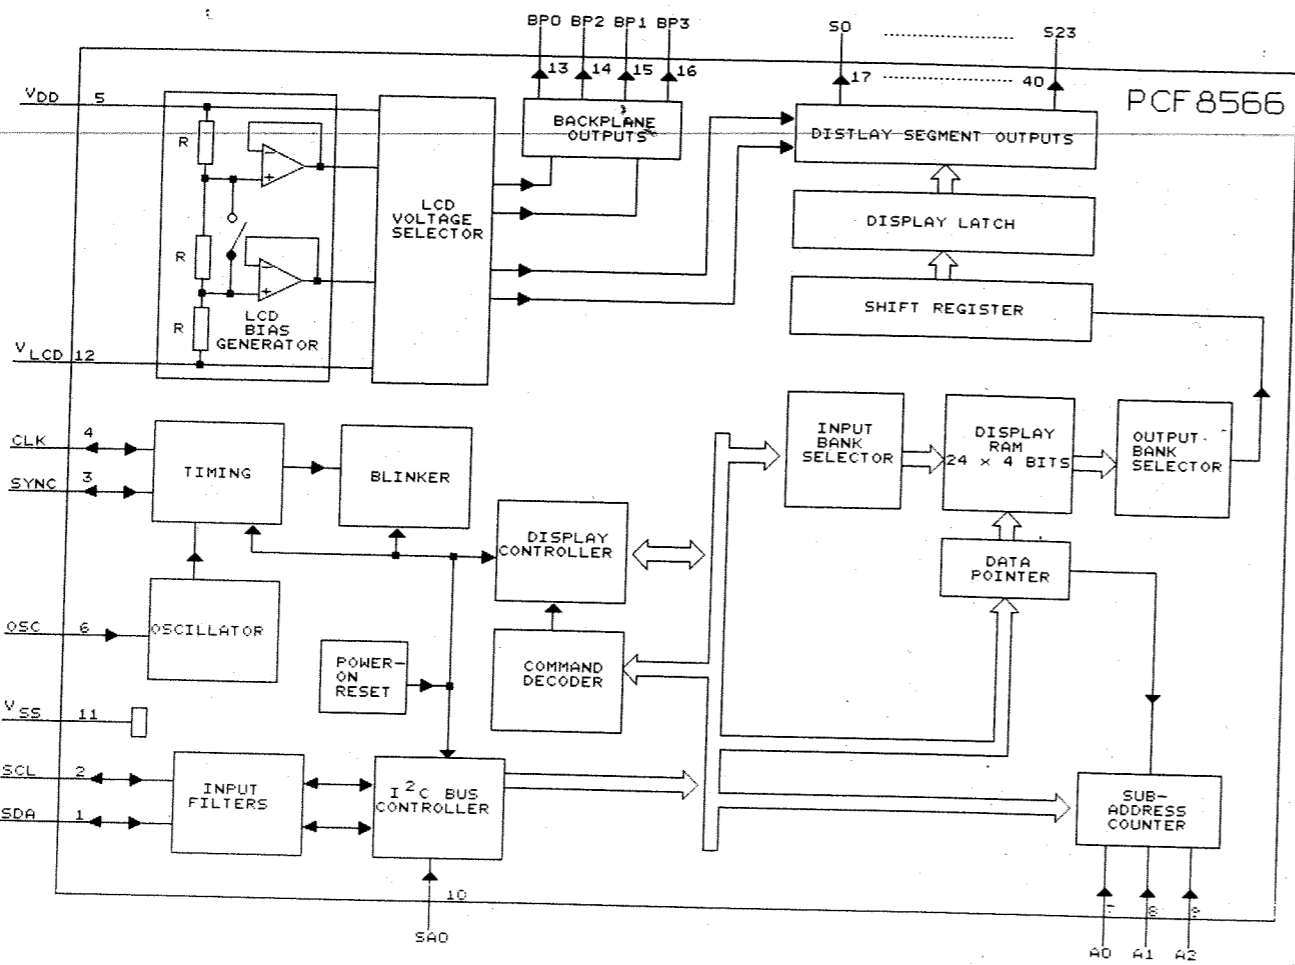 BP0 BP2 BP1 BP3
S0
S23
13 14 15 16
17
40
PCF8566
VDD
5
BACKPLANE
OUTPUTS
DISTLAY SEGMENT OUTPUTS
R
R
R
LCD
VOLTAGE
SELECTOR
DISPLAY LATCH
SHIFT REGISTER
LCD
BIAS
GENERATOR
VLCD
12
CLK
4
SYNC
3
TIMING
BLINKER
INPUT
BANK
SELECTOR
DISPLAY
RAM
24 × 4 BITS
OUTPUT
BANK
SELECTOR
DISPLAY
CONTROLLER
DATA
POINTER
OSC
6
OSCILLATOR
POWER-
ON
RESET
COMMAND
DECODER
VSS
11
SCL
2
SDA
1
INPUT
FILTERS
I2C BUS
CONTROLLER
SUB-
ADDRESS
COUNTER
10
SA0
7 8 9
A0 A1 A2